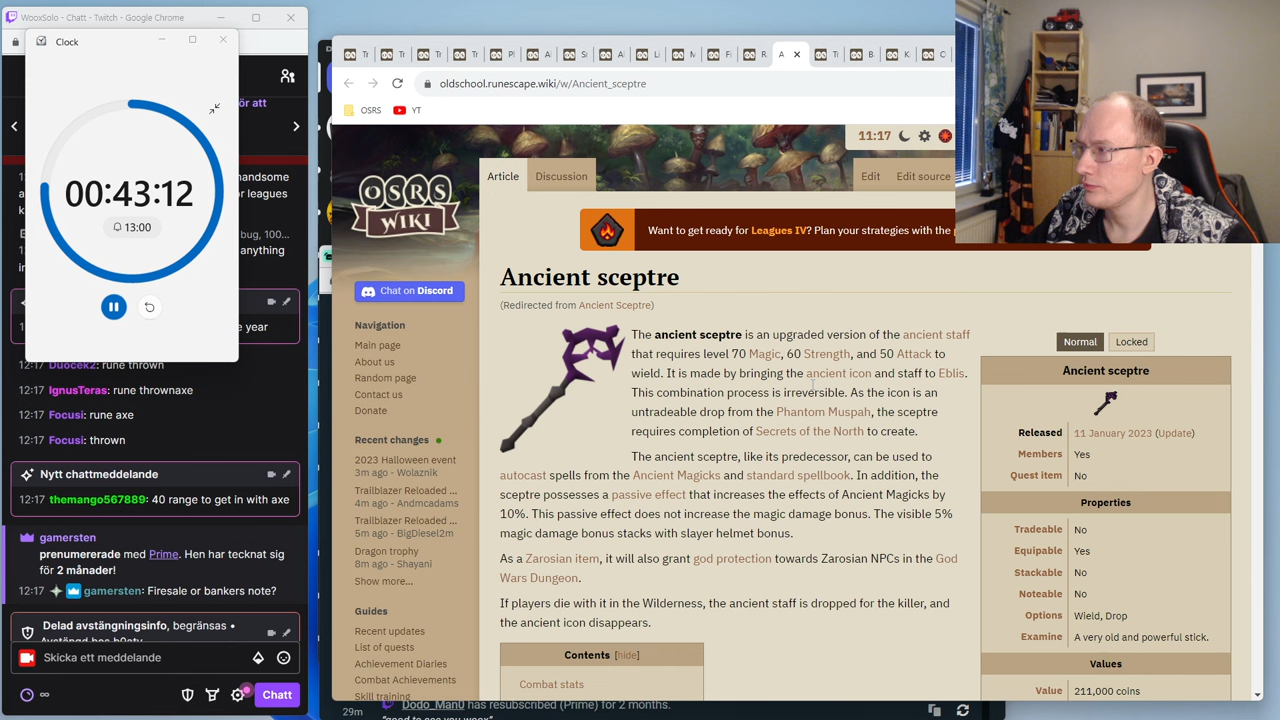 WooxSolo - Chatt - Twitch - Google Chrome
Clock
ör att
00:43:12
13:00
andsome
or leagues
bug, 100...
anything
e year
12:17 Duocek2: rune thrownaxe
12:17 IgnusTeras: rune thrownaxe
12:17 Focusi: rune axe
12:17 Focusi: thrown
Nytt chattmeddelande
12:17 themango567889: 40 range to get in with axe
gamersten
prenumererade med Prime. Hen har tecknat sig
för 2 månader!
12:17 gamersten: Firesale or bankers note?
Delad avstängningsinfo, begränsas •
Avstängd hos b0aty
Skicka ett meddelande
Chatt
oldschool.runescape.wiki/w/Ancient_sceptre
OSRS
YT
11:17
OSRS
WIKI
Article
Discussion
Edit
Edit source
Want to get ready for Leagues IV? Plan your strategies with the
Chat on Discord
Navigation
Main page
About us
Random page
Contact us
Donate
Recent changes
2023 Halloween event
3m ago - Wolaznik
Trailblazer Reloaded ...
4m ago - Andmcadams
Trailblazer Reloaded ...
5m ago - BigDiesel2m
Dragon trophy
8m ago - Shayani
Show more...
Guides
Recent updates
List of quests
Achievement Diaries
Combat Achievements
Skill training
Ancient sceptre
(Redirected from Ancient Sceptre)
The ancient sceptre is an upgraded version of the ancient staff
that requires level 70 Magic, 60 Strength, and 50 Attack to
wield. It is made by bringing the ancient icon and staff to Eblis.
This combination process is irreversible. As the icon is an
untradeable drop from the Phantom Muspah, the sceptre
requires completion of Secrets of the North to create.
The ancient sceptre, like its predecessor, can be used to
autocast spells from the Ancient Magicks and standard spellbook. In addition, the
sceptre possesses a passive effect that increases the effects of Ancient Magicks by
10%. This passive effect does not increase the magic damage bonus. The visible 5%
magic damage bonus stacks with slayer helmet bonus.
As a Zarosian item, it will also grant god protection towards Zarosian NPCs in the God
Wars Dungeon.
If players die with it in the Wilderness, the ancient staff is dropped for the killer, and
the ancient icon disappears.
Contents [hide]
Combat stats
Normal
Locked
Ancient sceptre
Released 11 January 2023 (Update)
Members Yes
Quest item No
Properties
Tradeable No
Equipable Yes
Stackable No
Noteable No
Options Wield, Drop
Examine A very old and powerful stick.
Values
Value 211,000 coins
Dodo_Man0 has resubscribed (Prime) for 2 months.
29m